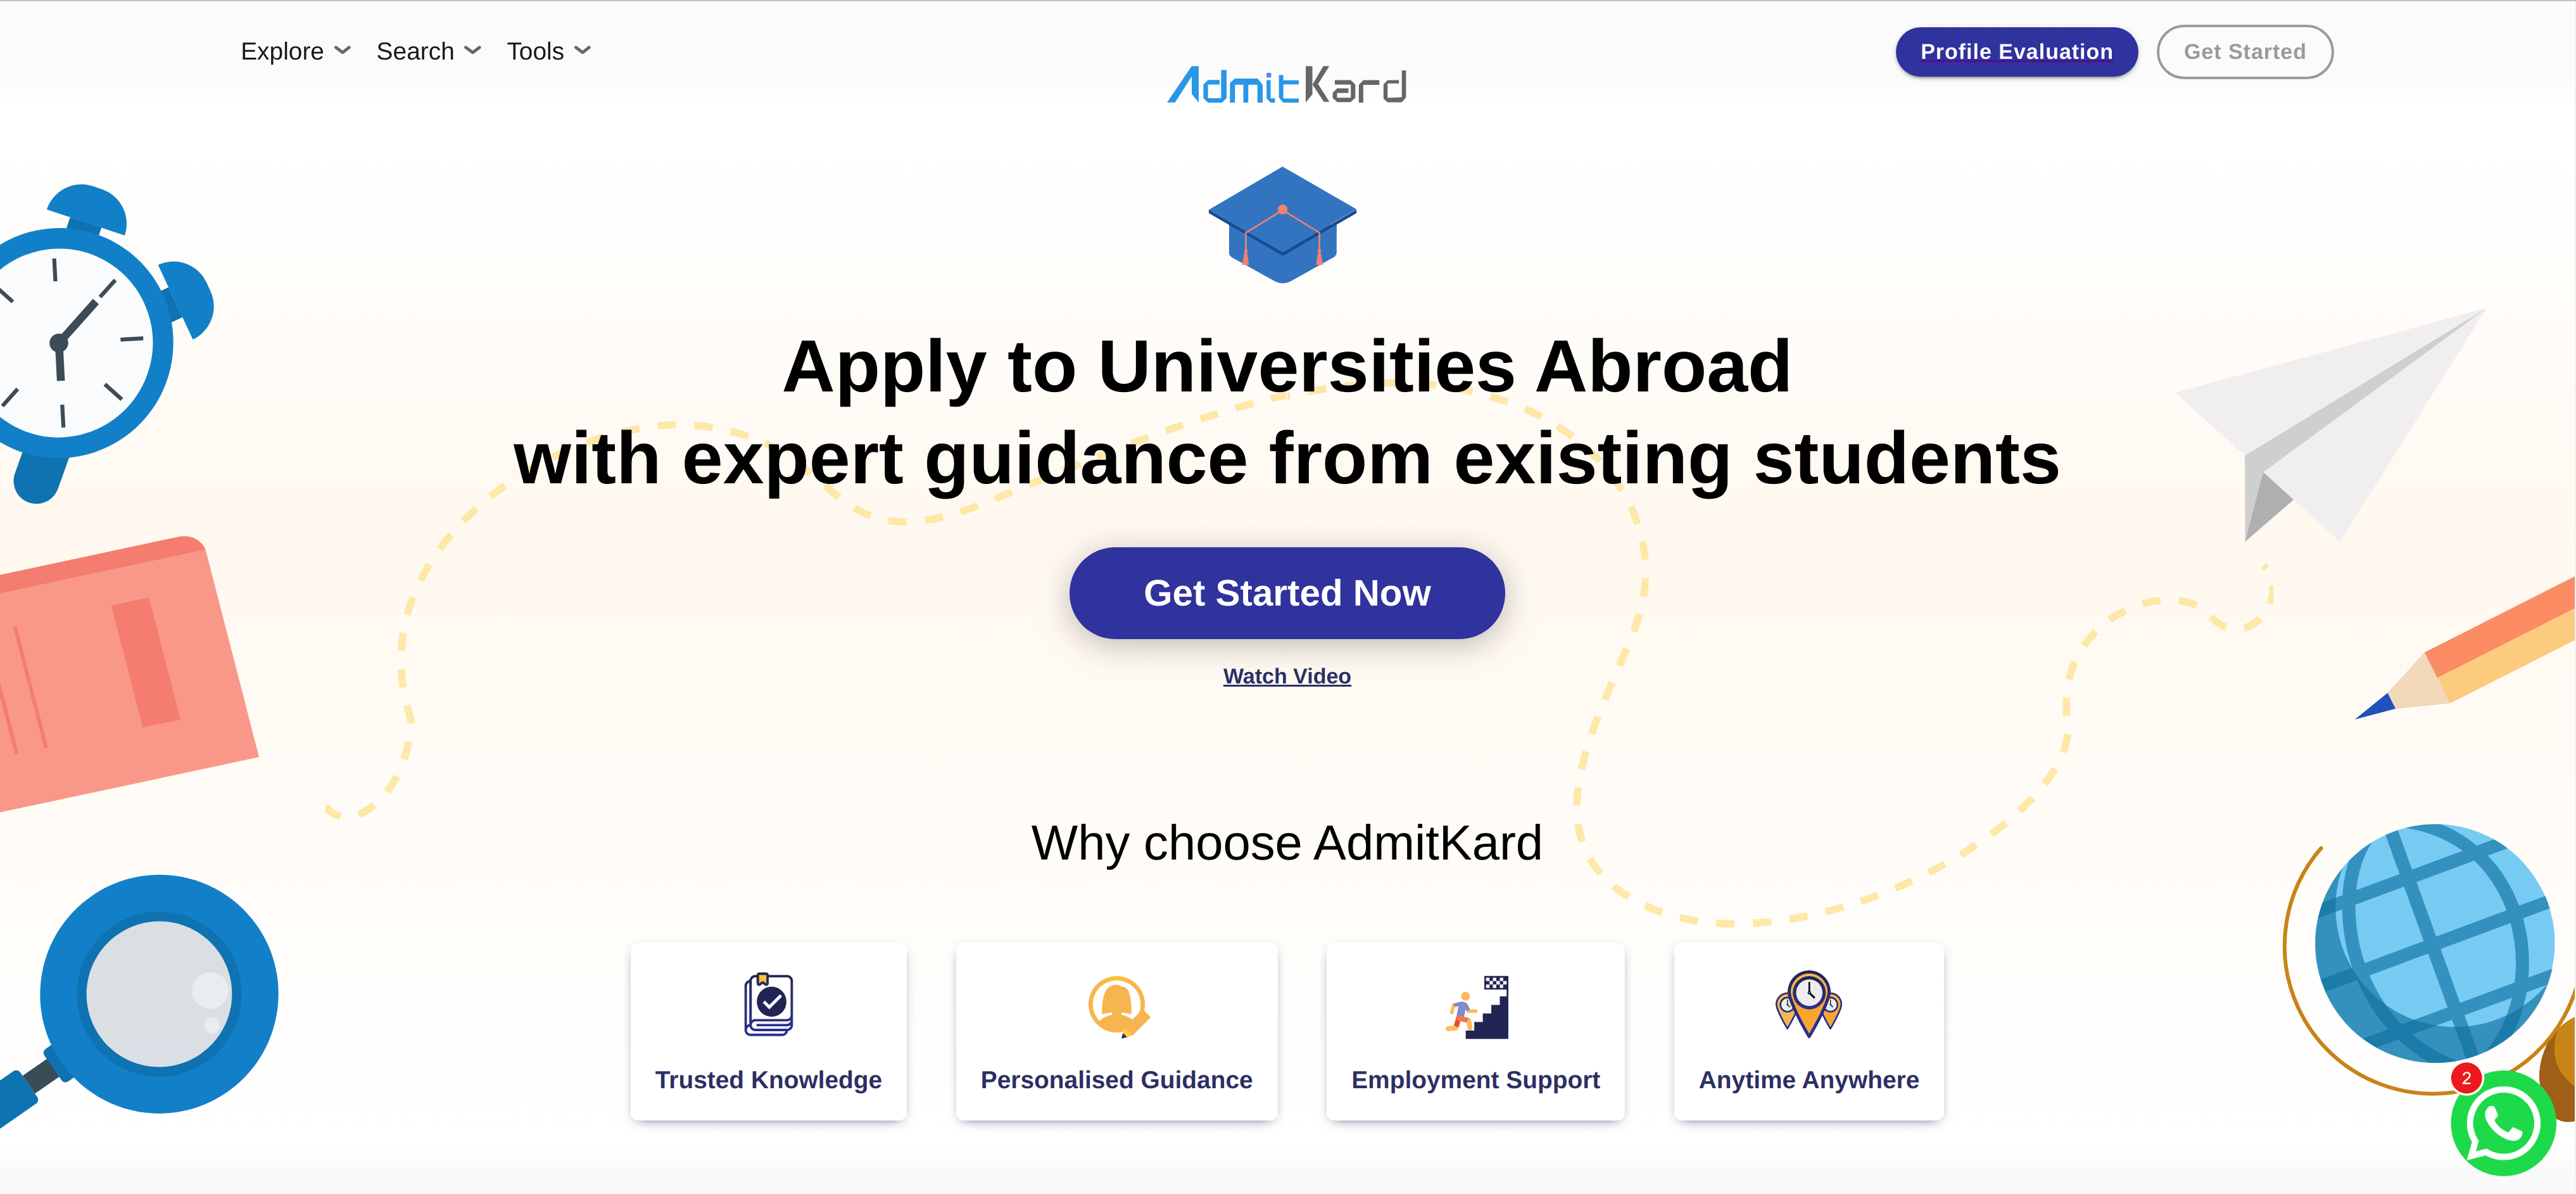 Explore Search Tools
Profile Evaluation Get Started
AdmitKard
Apply to Universities Abroad
with expert guidance from existing students
Get Started Now
Watch Video
Why choose AdmitKard
Trusted Knowledge
Personalised Guidance
Employment Support
Anytime Anywhere
2